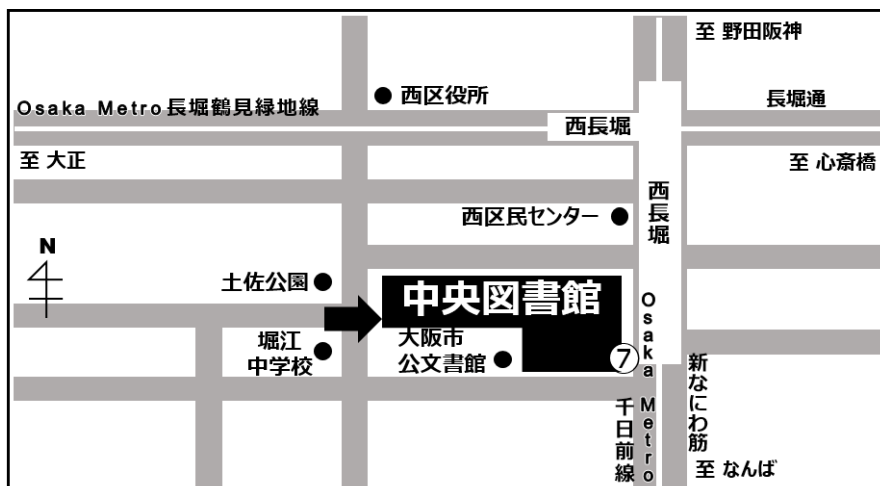 至 野田阪神
西区役所
Osaka Metro 長堀鶴見緑地線
長堀通
西長堀
至 大正
至 心斎橋
西長堀
西区民センター
N
土佐公園
中央図書館
堀江
中学校
大阪市
公文書館
7
Osaka Metro
千日前線
新なにわ筋
至 なんば